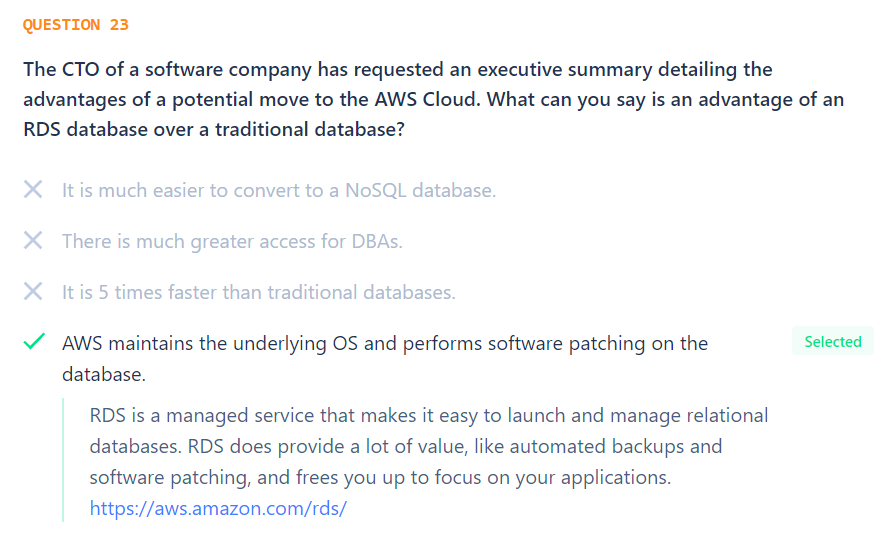 QUESTION 23
The CTO of a software company has requested an executive summary detailing the
advantages of a potential move to the AWS Cloud. What can you say is an advantage of an
RDS database over a traditional database?
It is much easier to convert to a NoSQL database.
There is much greater access for DBAs.
It is 5 times faster than traditional databases.
AWS maintains the underlying OS and performs software patching on the
database.
Selected
RDS is a managed service that makes it easy to launch and manage relational
databases. RDS does provide a lot of value, like automated backups and
software patching, and frees you up to focus on your applications.
https://aws.amazon.com/rds/